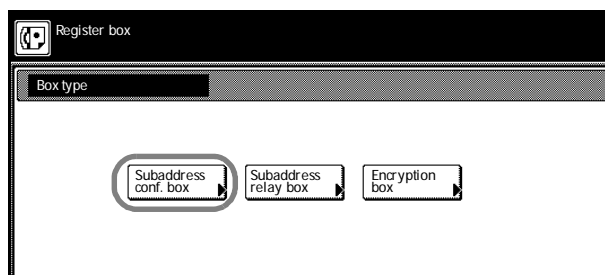 Register box
Box type
Subaddress
conf. box
Subaddress
relay box
Encryption
box